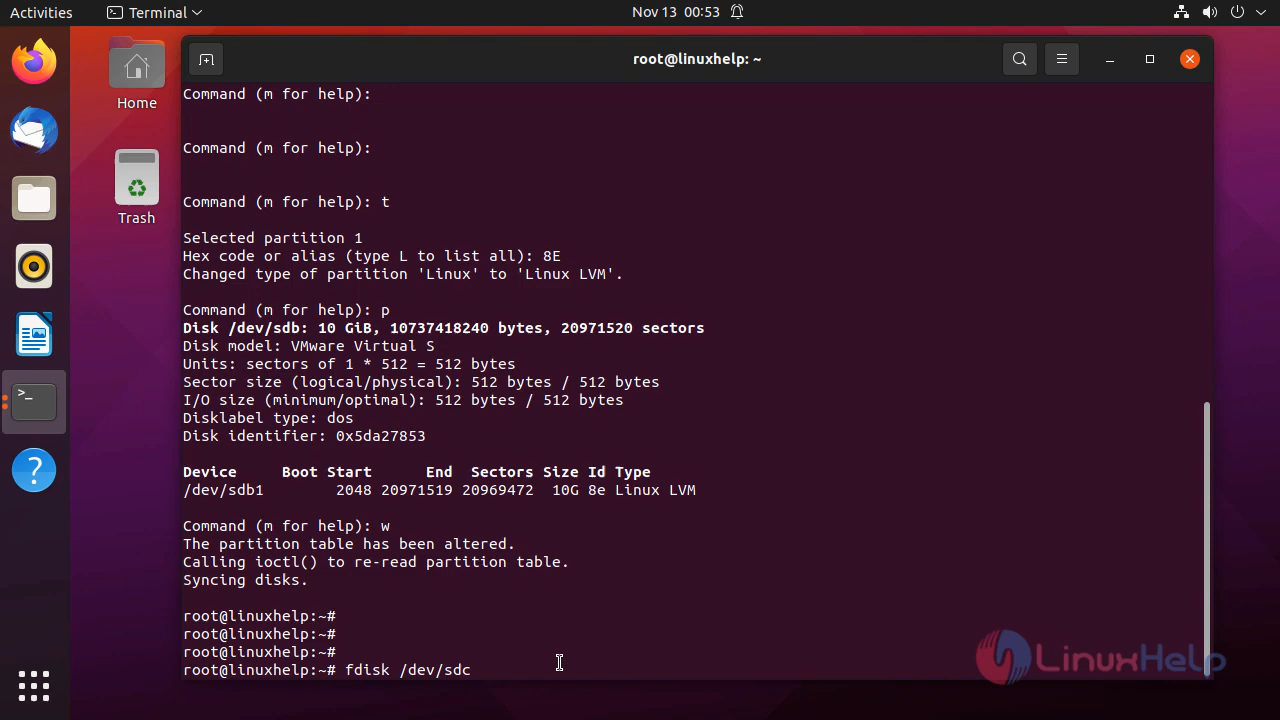 Activities Terminal Nov 13 00:53
root@linuxhelp: ~
Home
Trash
Command (m for help):
Command (m for help):
Command (m for help): t
Selected partition 1
Hex code or alias (type L to list all): 8E
Changed type of partition 'Linux' to 'Linux LVM'.
Command (m for help): p
Disk /dev/sdb: 10 GiB, 10737418240 bytes, 20971520 sectors
Disk model: VMware Virtual S
Units: sectors of 1 * 512 = 512 bytes
Sector size (logical/physical): 512 bytes / 512 bytes
I/O size (minimum/optimal): 512 bytes / 512 bytes
Disklabel type: dos
Disk identifier: 0x5da27853
Device     Boot Start      End  Sectors Size Id Type
/dev/sdb1        2048 20971519 20969472  10G 8e Linux LVM
Command (m for help): w
The partition table has been altered.
Calling ioctl() to re-read partition table.
Syncing disks.
root@linuxhelp:~#
root@linuxhelp:~#
root@linuxhelp:~#
root@linuxhelp:~# fdisk /dev/sdc
LinuxHelp